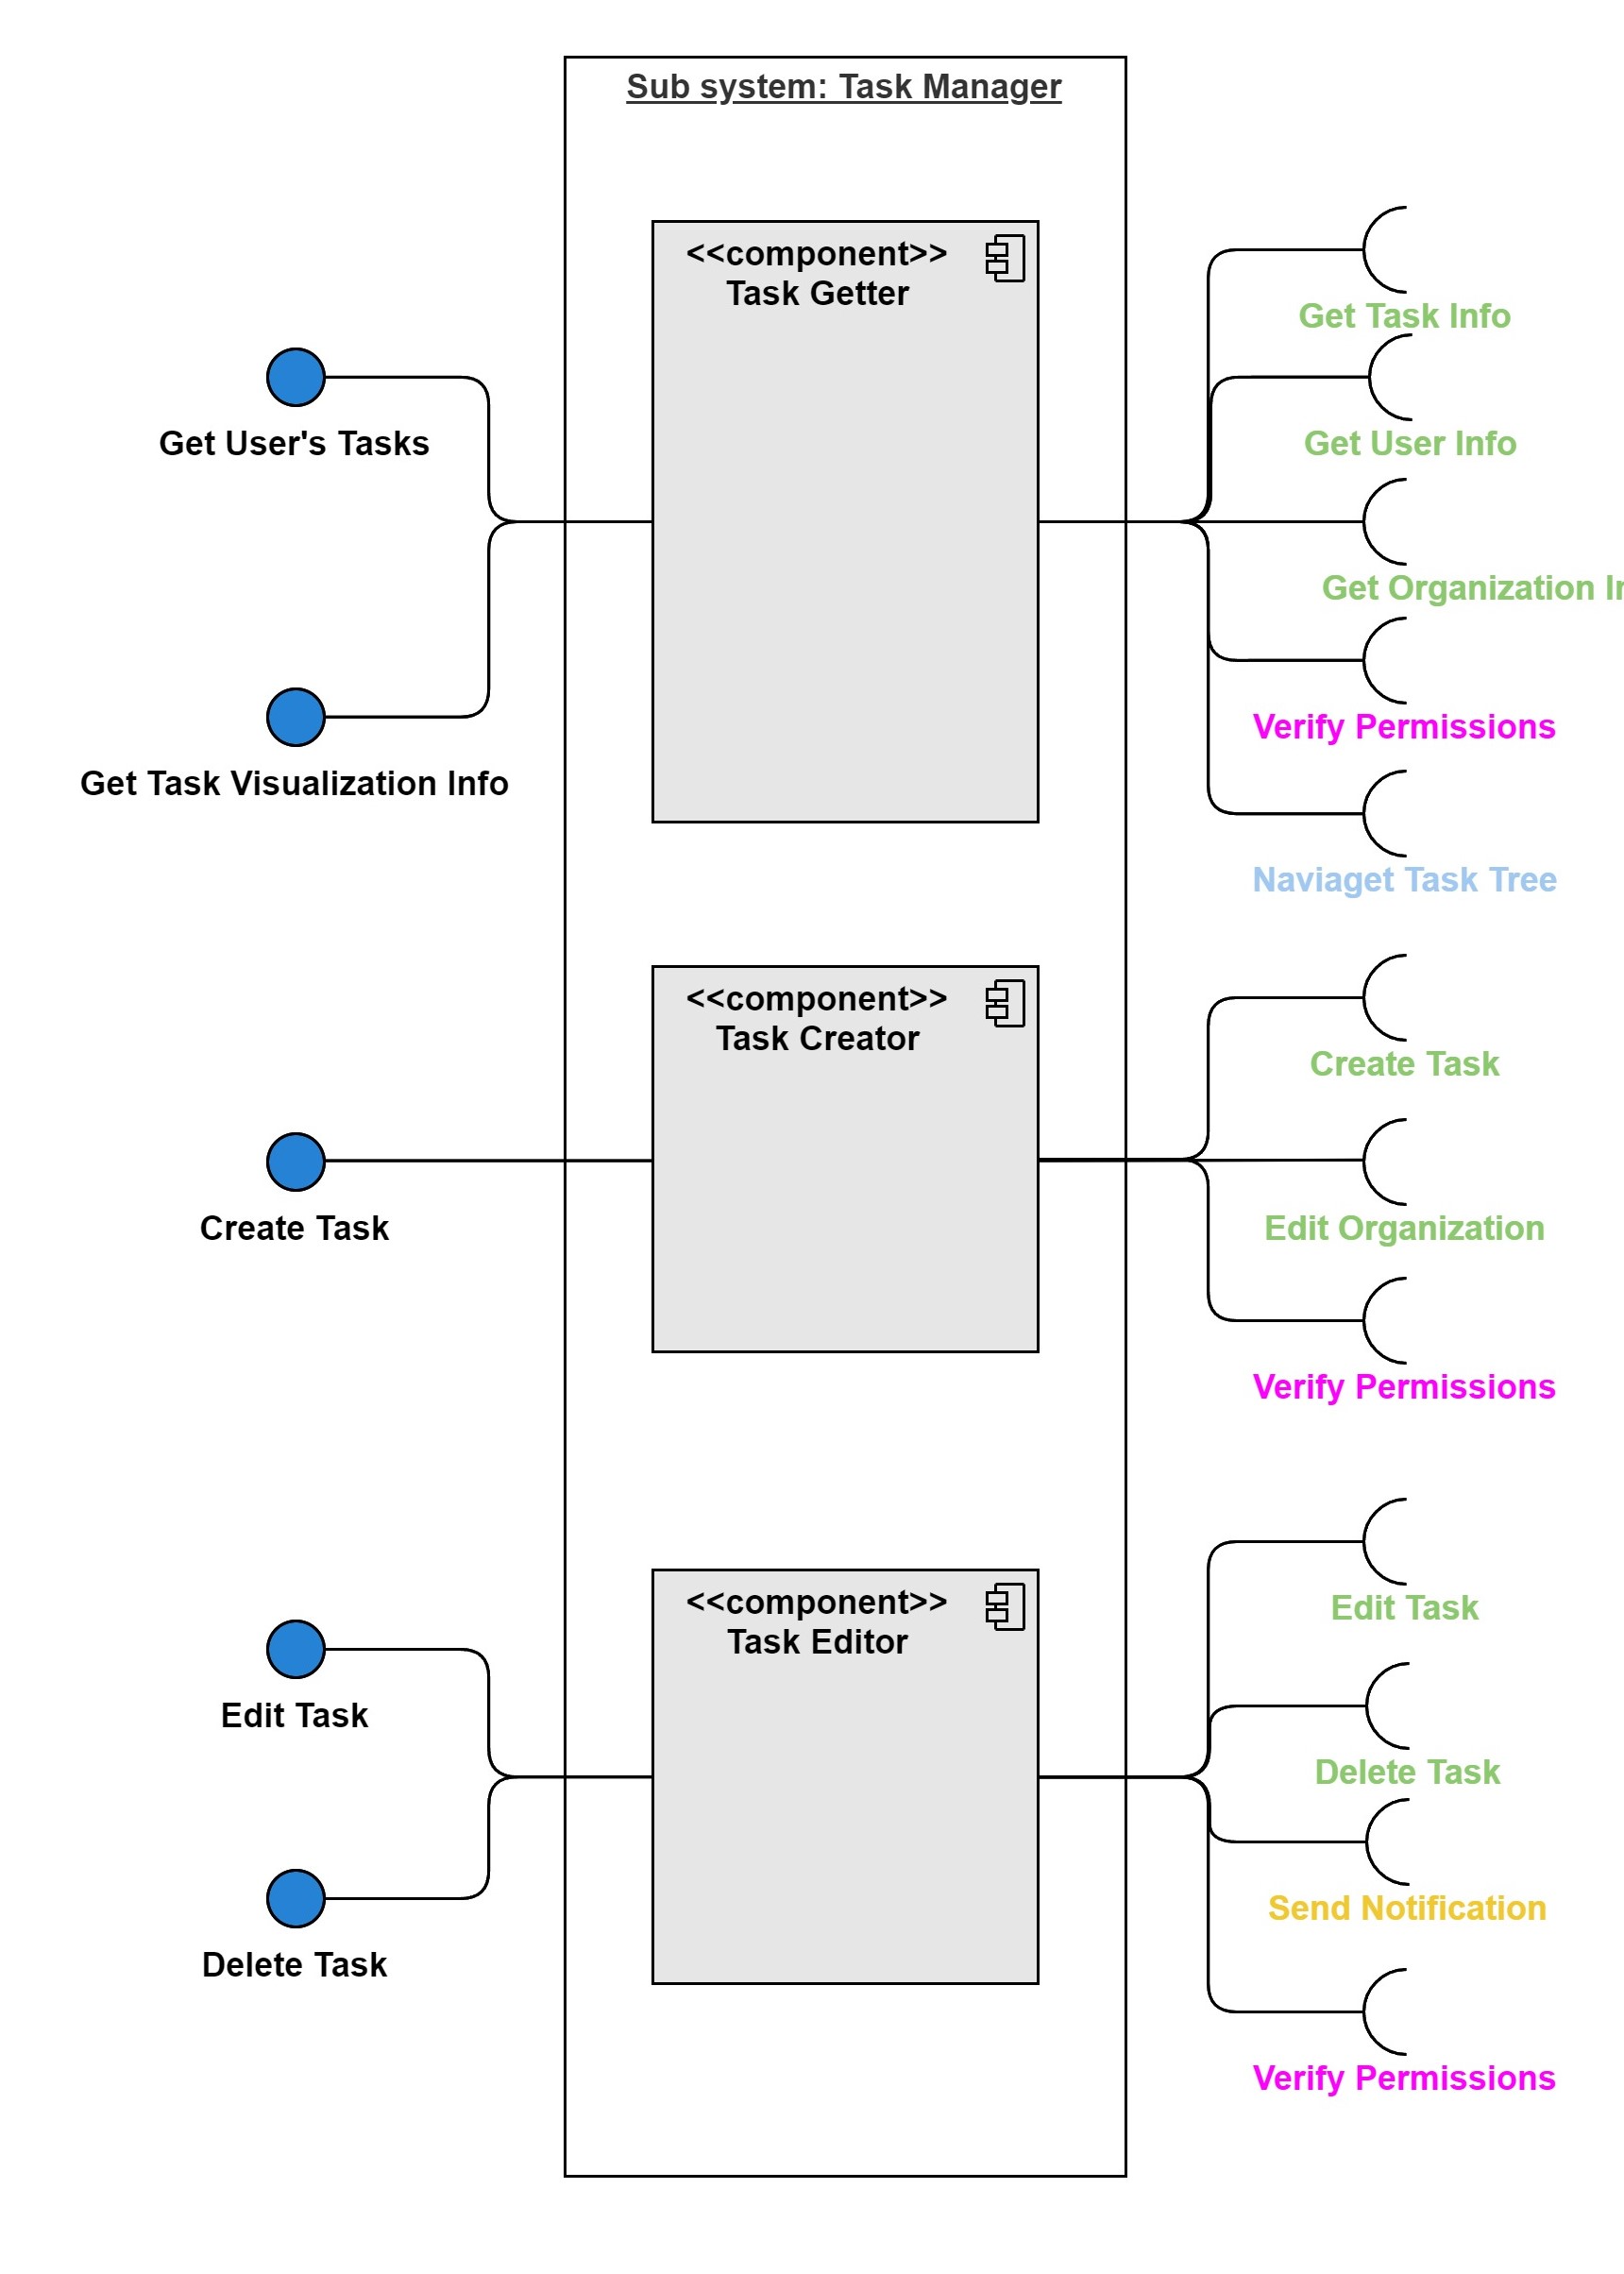 Sub system: Task Manager
<<component>>
Task Getter
Get User's Tasks
Get Task Visualization Info
Get Task Info
Get User Info
Get Organization
Verify Permissions
Naviaget Task Tree
<<component>>
Task Creator
Create Task
Create Task
Edit Organization
Verify Permissions
<<component>>
Task Editor
Edit Task
Delete Task
Edit Task
Delete Task
Send Notification
Verify Permissions